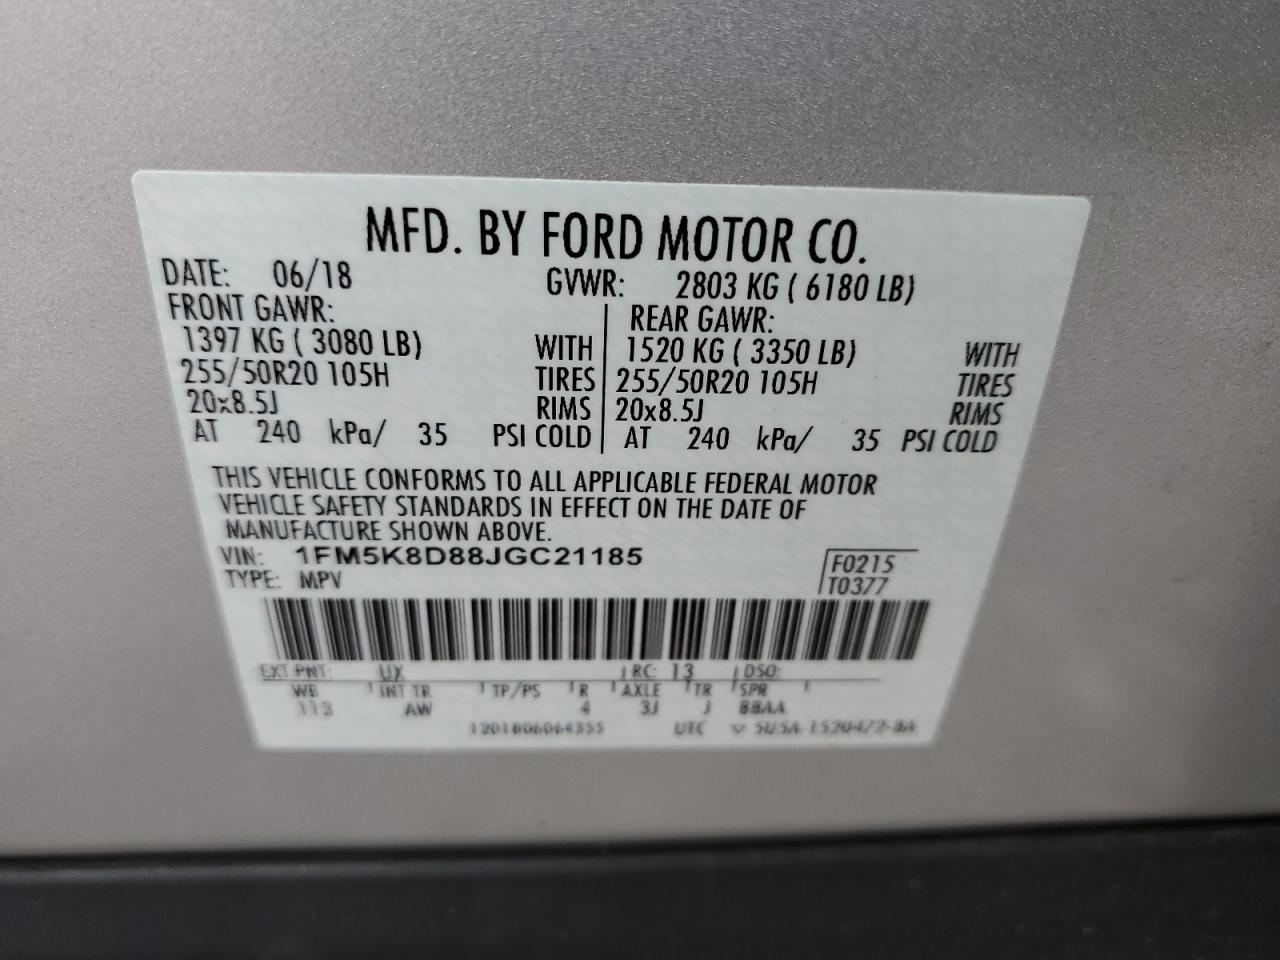 MFD. BY FORD MOTOR CO.
DATE: 06/18 GVWR: 2803 KG ( 6180 LB)
FRONT GAWR: REAR GAWR:
1397 KG ( 3080 LB) WITH 1520 KG ( 3350 LB) WITH
255/50R20 105H TIRES 255/50R20 105H TIRES
20x8.5J RIMS 20x8.5J RIMS
AT 240 kPa/ 35 PSI COLD AT 240 kPa/ 35 PSI COLD
THIS VEHICLE CONFORMS TO ALL APPLICABLE FEDERAL MOTOR
VEHICLE SAFETY STANDARDS IN EFFECT ON THE DATE OF
MANUFACTURE SHOWN ABOVE.
VIN: 1FM5K8D88JGC21185 F0215
TYPE: MPV T0377
EXT PNT: UX RC: 13 DSO:
WB INT TR TP/PS R AXLE TR SPR
113 AW 4 3J J BBAA
1201806064355 UTC ▽ 5U5A-1520472-BA